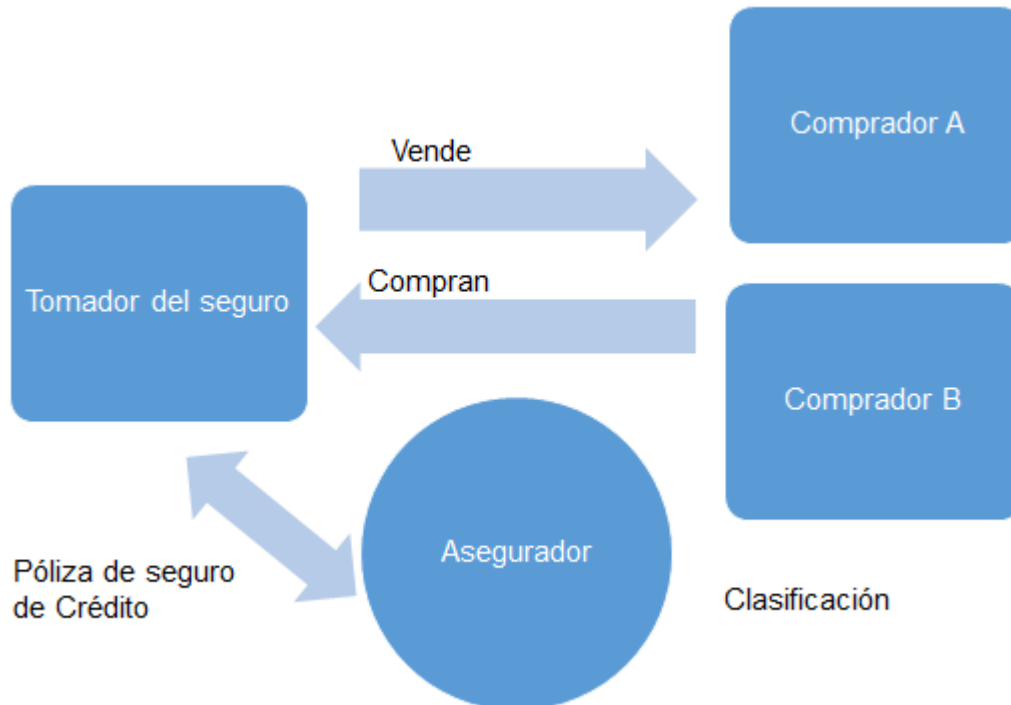 Comprador A
Vende
Compran
Tomador del seguro
Comprador B
Asegurador
Póliza de seguro
de Crédito
Clasificación